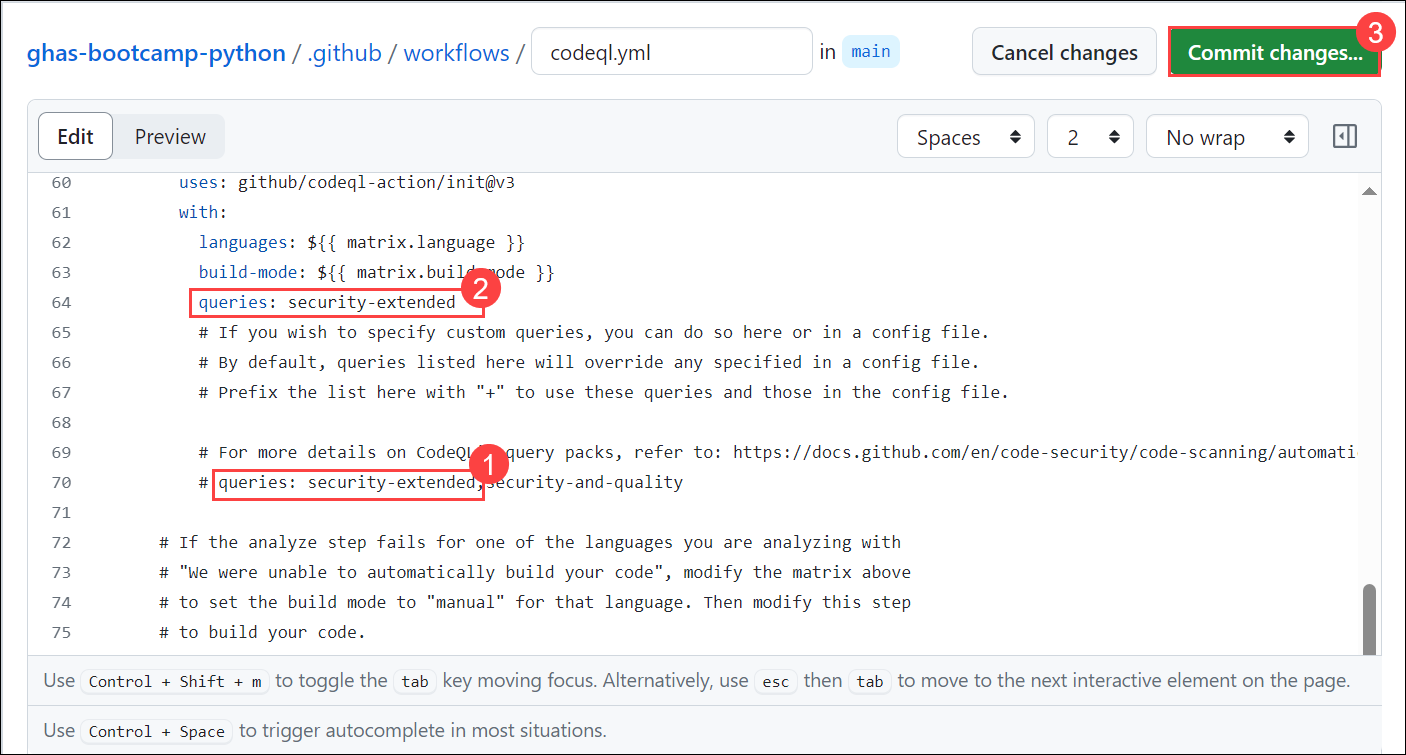 ghas-bootcamp-python / .github / workflows / codeql.yml in main Cancel changes Commit changes... 3
Edit Preview Spaces 2 No wrap
60 uses: github/codeql-action/init@v3
61 with:
62 languages: ${{ matrix.language }}
63 build-mode: ${{ matrix.build-mode }}
64 queries: security-extended 2
65 # If you wish to specify custom queries, you can do so here or in a config file.
66 # By default, queries listed here will override any specified in a config file.
67 # Prefix the list here with "+" to use these queries and those in the config file.
68
69 # For more details on CodeQL's query packs, refer to: https://docs.github.com/en/code-security/code-scanning/automati
1
70 # queries: security-extended,security-and-quality
71
72 # If the analyze step fails for one of the languages you are analyzing with
73 # "We were unable to automatically build your code", modify the matrix above
74 # to set the build mode to "manual" for that language. Then modify this step
75 # to build your code.
Use Control + Shift + m to toggle the tab key moving focus. Alternatively, use esc then tab to move to the next interactive element on the page.
Use Control + Space to trigger autocomplete in most situations.